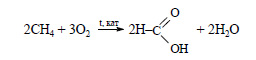 O
2CH₄ + 3O₂ t, кат 2H–C + 2H₂O
OH